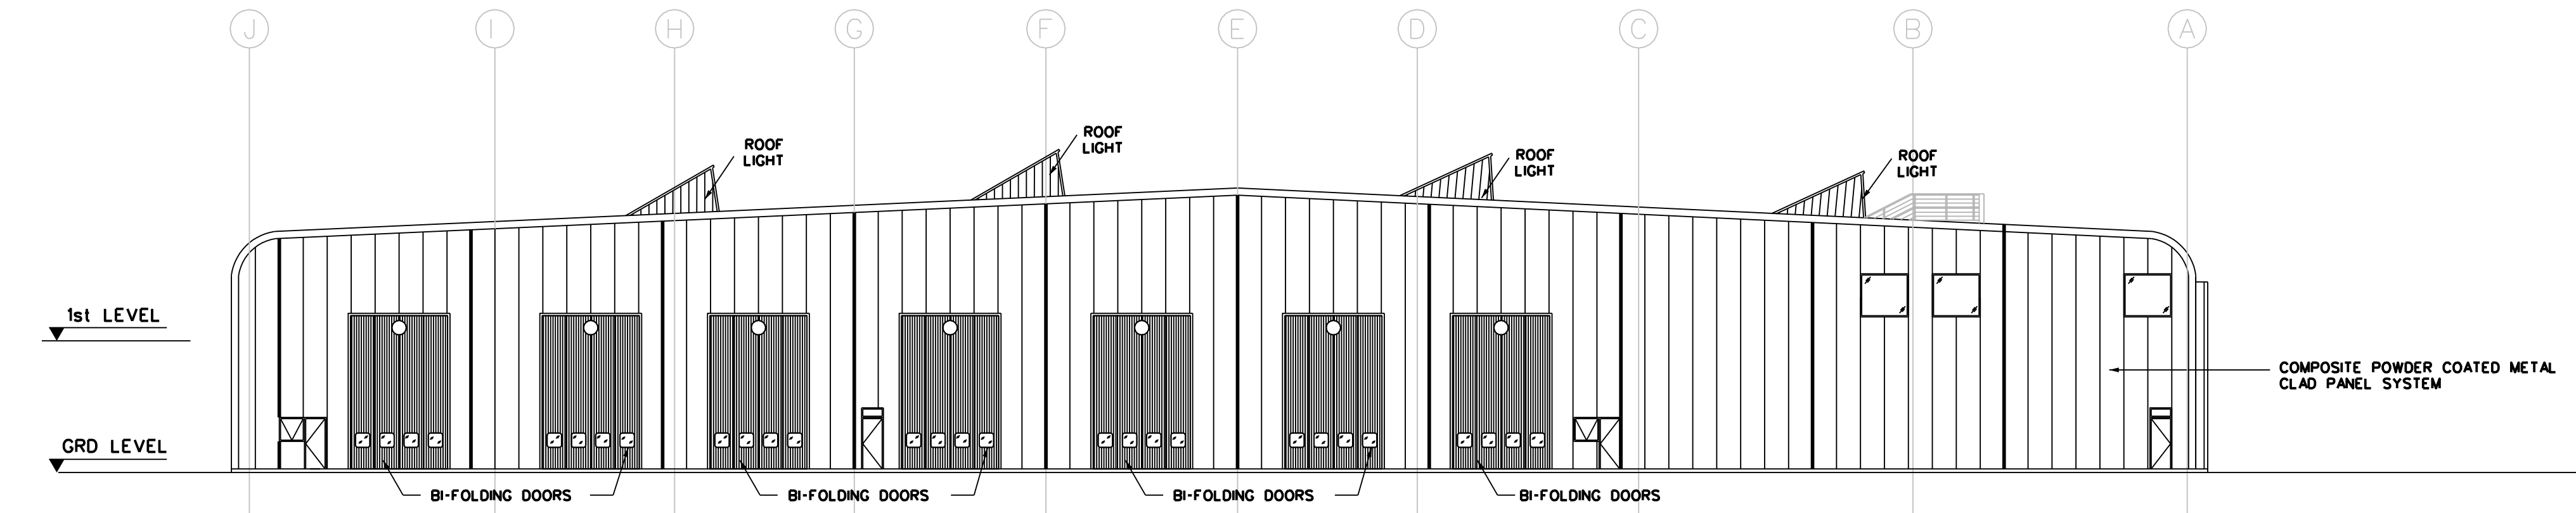 J I H G F E D C B A
ROOF
LIGHT
ROOF
LIGHT
ROOF
LIGHT
ROOF
LIGHT
1st LEVEL
COMPOSITE POWDER COATED METAL
CLAD PANEL SYSTEM
GRD LEVEL
BI-FOLDING DOORS
BI-FOLDING DOORS
BI-FOLDING DOORS
BI-FOLDING DOORS